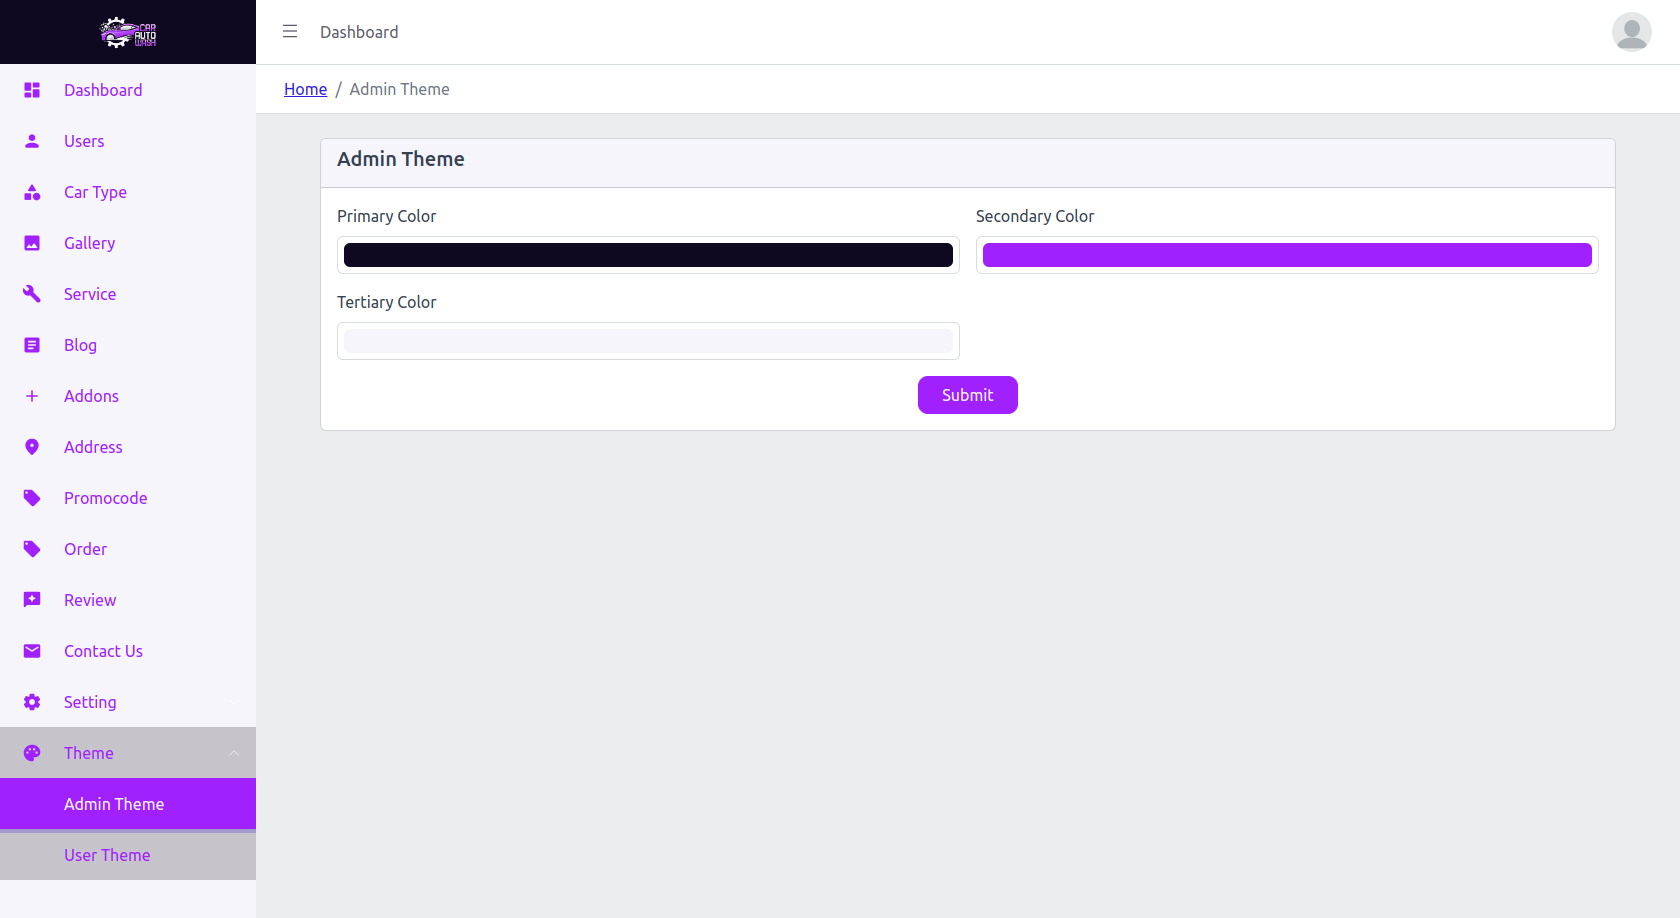 CAR
AUTO
WASH
Dashboard
Dashboard
Users
Car Type
Gallery
Service
Blog
Addons
Address
Promocode
Order
Review
Contact Us
Setting
Theme
Admin Theme
User Theme
Home / Admin Theme
Admin Theme
Primary Color
Secondary Color
Tertiary Color
Submit